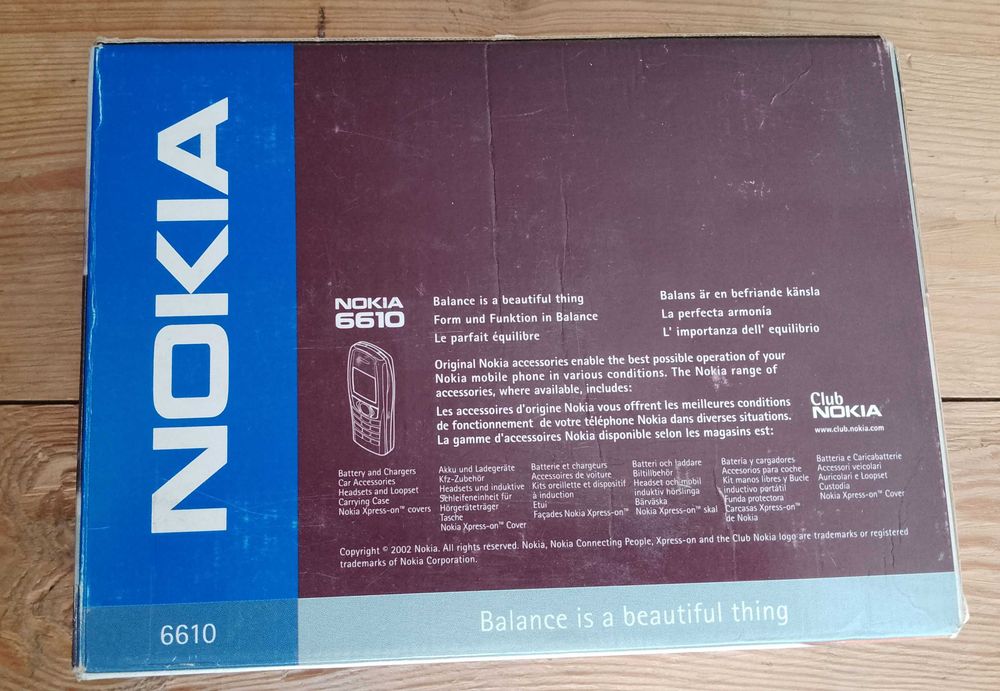 NOKIA
6610
NOKIA
6610
Balance is a beautiful thing
Form und Funktion in Balance
Le parfait équilibre
Balans är en befriande känsla
La perfecta armonía
L' importanza dell' equilibrio
Original Nokia accessories enable the best possible operation of your
Nokia mobile phone in various conditions. The Nokia range of
accessories, where available, includes:
Les accessoires d'origine Nokia vous offrent les meilleures conditions
de fonctionnement de votre téléphone Nokia dans diverses situations.
La gamme d'accessoires Nokia disponible selon les magasins est:
Club
NOKIA
www.club.nokia.com
Battery and Chargers
Car Accessories
Headsets and Loopset
Carrying Case
Nokia Xpress-on™ covers
Akku und Ladegeräte
Kfz-Zubehör
Headsets und induktive
Schleifeneinheit für
Hörgeräteträger
Tasche
Nokia Xpress-on™ Cover
Batterie et chargeurs
Accessoires de voiture
Kits oreillette et dispositif
à induction
Etui
Façades Nokia Xpress-on™
Batteri och laddare
Biltillbehör
Headset och mobil
induktiv hörslinga
Bärväska
Nokia Xpress-on™ skal
Batería y cargadores
Accesorios para coche
Kit manos libres y Bucle
inductivo portátil
Funda protectora
Carcasas Xpress-on™
de Nokia
Batteria e Caricabatterie
Accessori veicolari
Auricolari e Loopset
Custodia
Nokia Xpress-on™ Cover
Copyright © 2002 Nokia. All rights reserved. Nokia, Nokia Connecting People, Xpress-on and the Club Nokia logo are trademarks or registered
trademarks of Nokia Corporation.
Balance is a beautiful thing